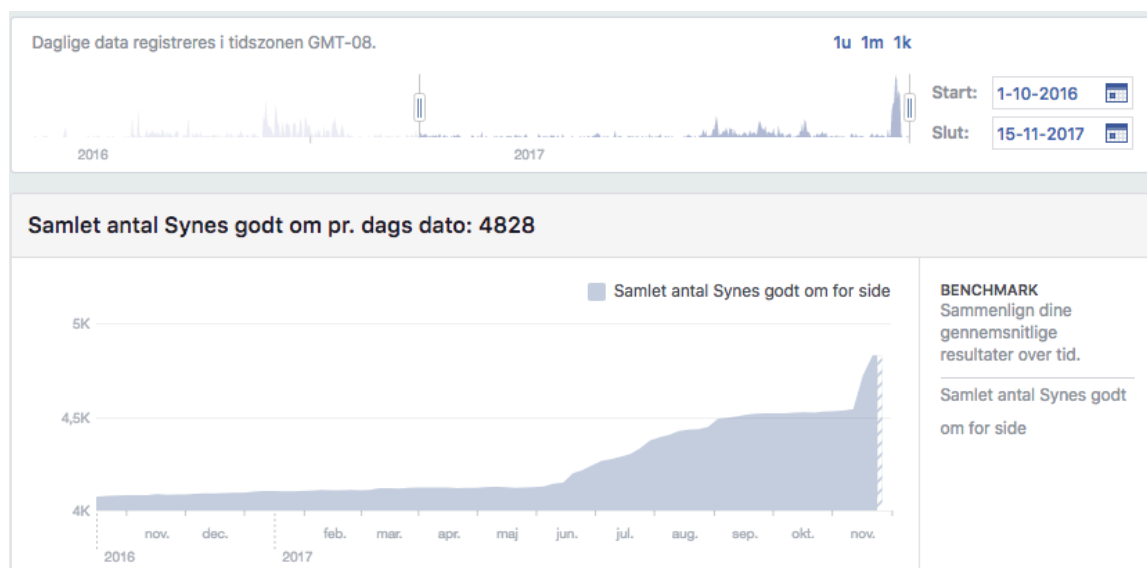 Daglige data registreres i tidszonen GMT-08.
1u 1m 1k
Start: 1-10-2016
Slut: 15-11-2017
2016 2017
Samlet antal Synes godt om pr. dags dato: 4828
Samlet antal Synes godt om for side
5K
4,5K
4K
nov. dec. feb. mar. apr. maj jun. jul. aug. sep. okt. nov.
2016 2017
BENCHMARK
Sammenlign dine
gennemsnitlige
resultater over tid.
Samlet antal Synes godt
om for side